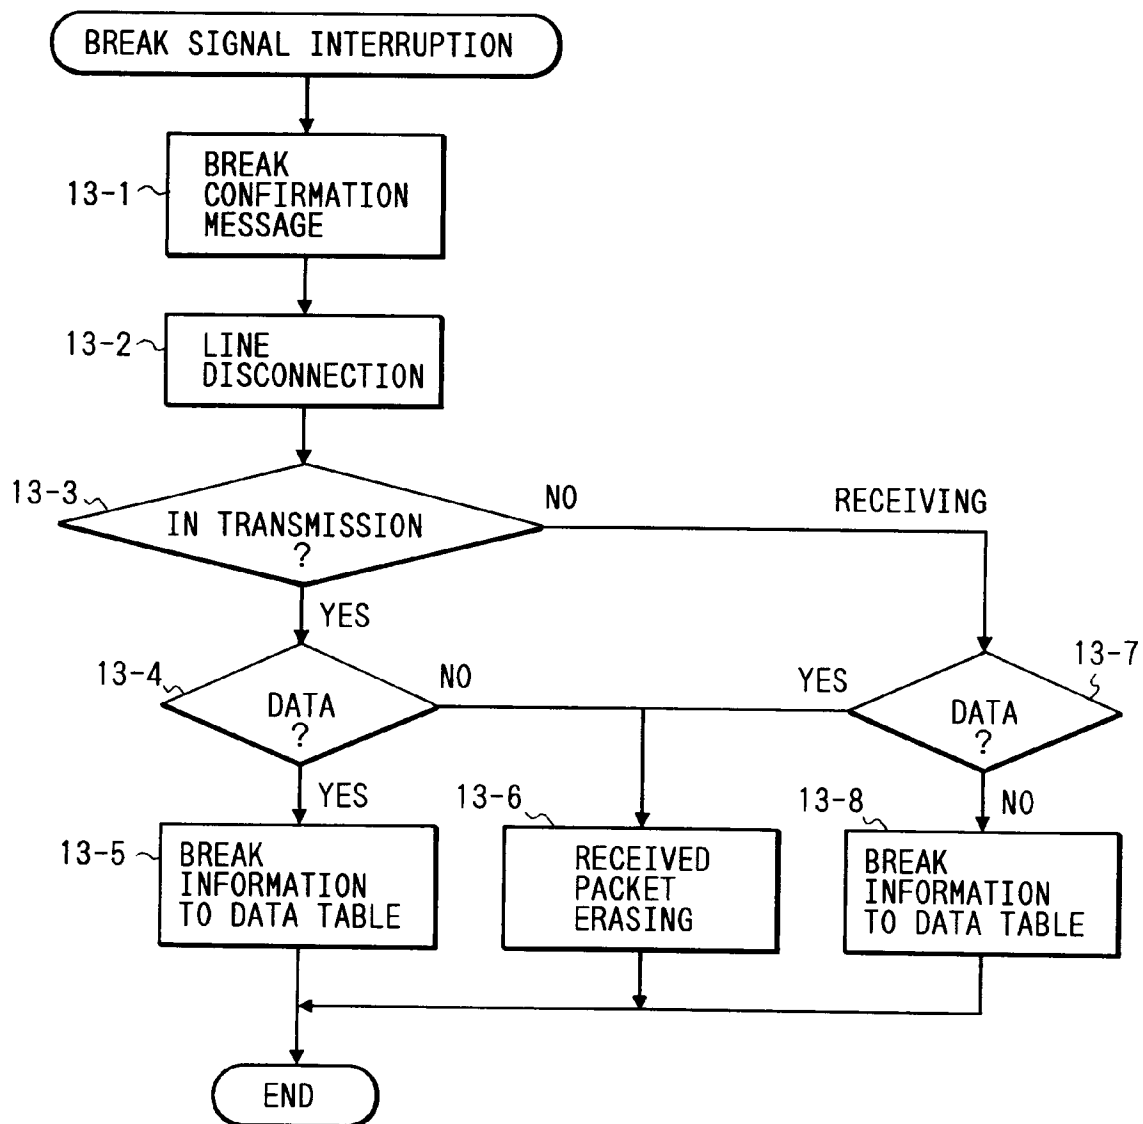 BREAK SIGNAL INTERRUPTION
13-1
BREAK
CONFIRMATION
MESSAGE
13-2
LINE
DISCONNECTION
13-3
IN TRANSMISSION
?
NO
RECEIVING
YES
13-4
DATA
?
NO
YES
13-7
DATA
?
YES
NO
13-5
BREAK
INFORMATION
TO DATA TABLE
13-6
RECEIVED
PACKET
ERASING
13-8
BREAK
INFORMATION
TO DATA TABLE
END